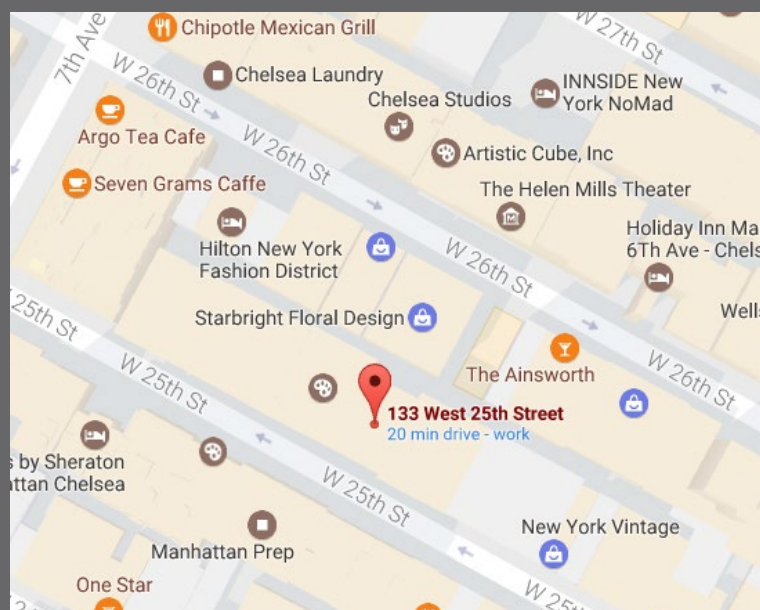 Chipotle Mexican Grill
W 27th St
7th Ave
W 26th St
Chelsea Laundry
INNSIDE New
York NoMad
Chelsea Studios
Argo Tea Cafe
W 26th St
Artistic Cube, Inc
Seven Grams Caffe
The Helen Mills Theater
Hilton New York
Fashion District
W 26th St
Holiday Inn Ma
6Th Ave - Chels
25th St
Starbright Floral Design
Wells
W 25th St
The Ainsworth
W 26th St
133 West 25th Street
20 min drive - work
s by Sheraton
attan Chelsea
W 25th St
Manhattan Prep
New York Vintage
One Star
W 25th